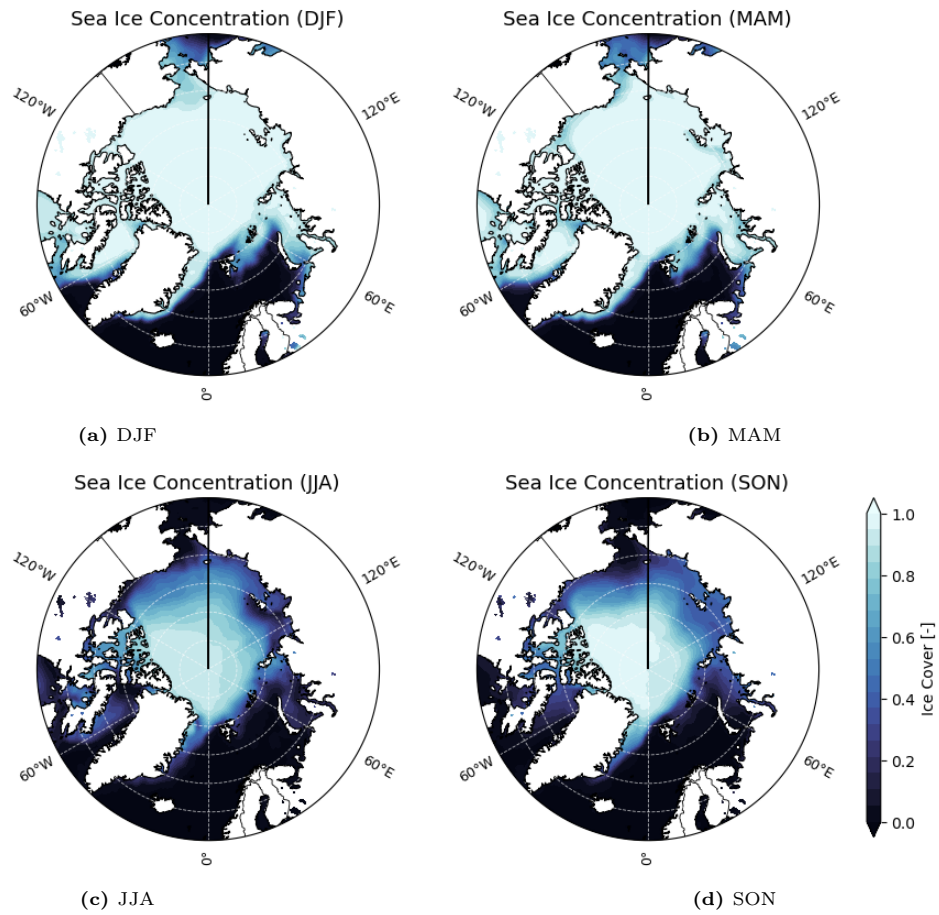 Sea Ice Concentration (DJF)
120°W
120°E
60°W
60°E
0°
(a) DJF
Sea Ice Concentration (MAM)
120°W
120°E
60°W
60°E
0°
(b) MAM
Sea Ice Concentration (JJA)
120°W
120°E
60°W
60°E
0°
(c) JJA
Sea Ice Concentration (SON)
120°W
120°E
60°W
60°E
0°
(d) SON
1.0
0.8
0.6
0.4
0.2
0.0
Ice Cover [-]